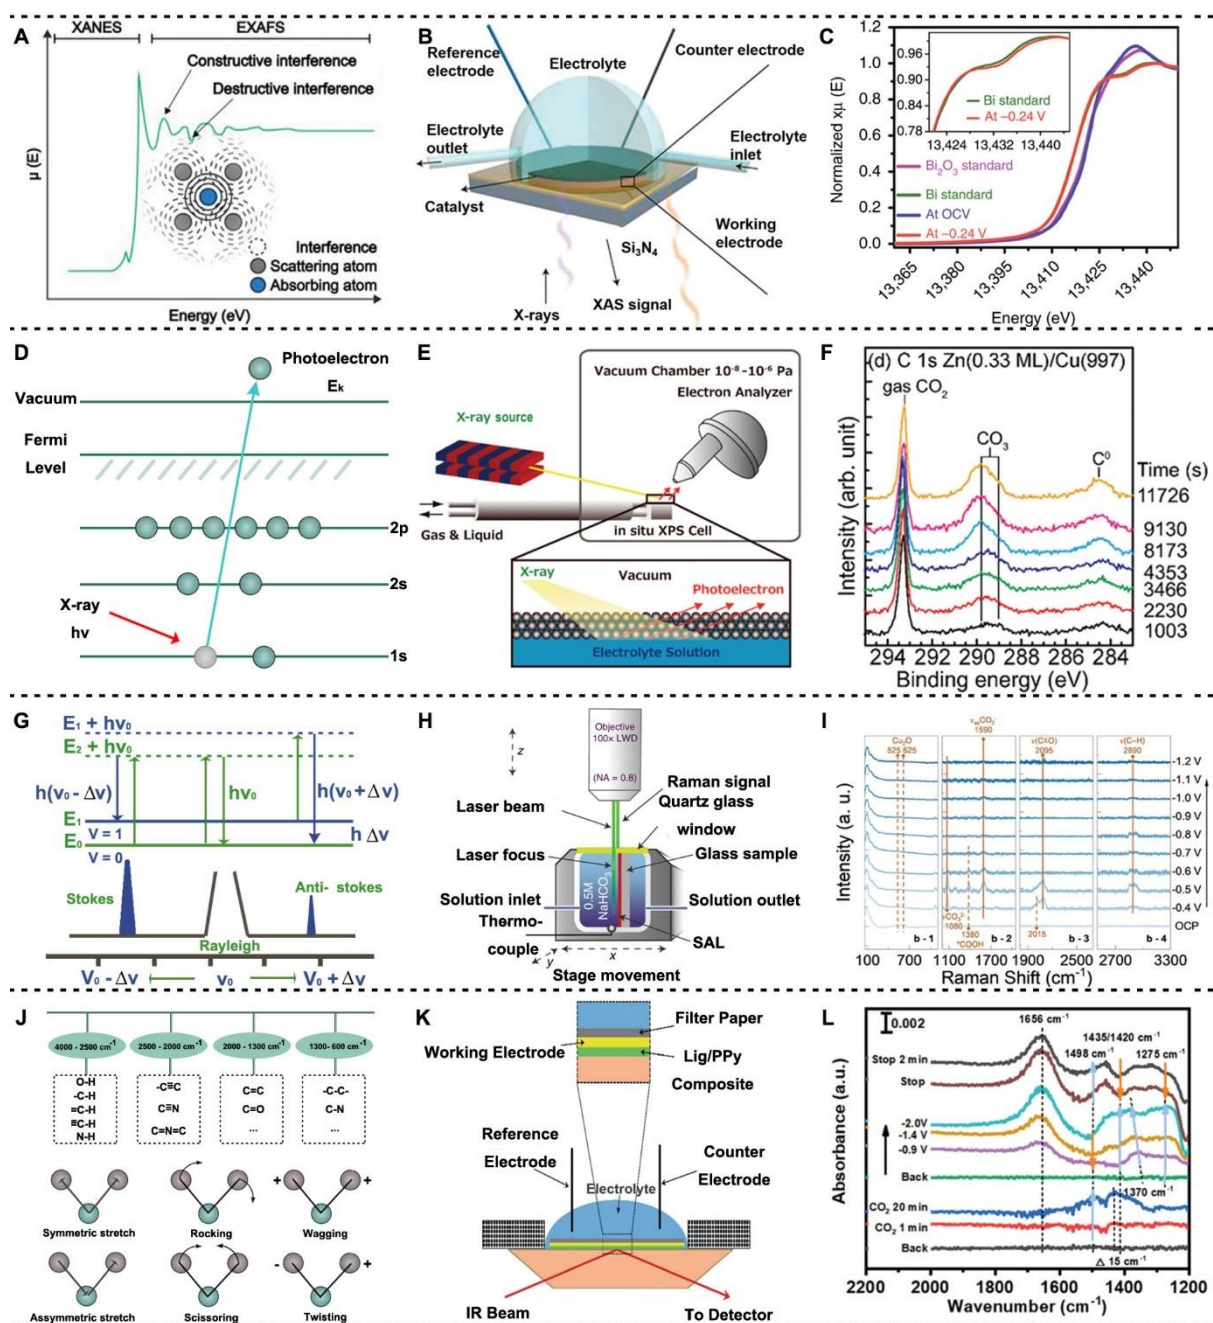 A
XANES
EXAFS
Constructive interference
Destructive interference
μ (E)
Interference
Scattering atom
Absorbing atom
Energy (eV)
B
Reference
electrode
Electrolyte
Counter electrode
Electrolyte
outlet
Electrolyte
inlet
Catalyst
Working
electrode
Si₃N₄
X-rays
XAS signal
C
Normalized xμ (E)
1.2
1.0
0.8
0.6
0.4
0.2
0.0
0.96
0.90
0.84
0.78
Bi standard
At –0.24 V
13,424
13,432
13,440
Bi₂O₃ standard
Bi standard
At OCV
At –0.24 V
13,365
13,380
13,395
13,410
13,425
13,440
Energy (eV)
D
Photoelectron
Eₖ
Vacuum
Fermi
Level
2p
2s
X-ray
hv
1s
E
Vacuum Chamber 10⁻⁸ -10⁻⁶ Pa
Electron Analyzer
X-ray source
Gas & Liquid
in situ XPS Cell
X-ray
Vacuum
Photoelectron
Electrolyte Solution
F
(d) C 1s Zn(0.33 ML)/Cu(997)
gas CO₂
CO₃
C⁰
Time (s)
11726
9130
8173
4353
3466
2230
1003
Intensity (arb. unit)
294
292
290
288
286
284
Binding energy (eV)
G
E₁ + hv₀
E₂ + hv₀
h(v₀ - Δv)
hv₀
h(v₀ + Δv)
E₁
V = 1
h Δv
E₀
V = 0
Stokes
Anti- stokes
Rayleigh
V₀ - Δv
v₀
V₀ + Δv
H
Objective
100× LWD
(NA = 0.8)
z
Laser beam
Raman signal
Quartz glass
window
Laser focus
Glass sample
0.5M
NaHCO₃
Solution inlet
Solution outlet
Thermo-
couple
SAL
y
x
Stage movement
I
Cu₂O
525 625
νₐₛCO₂⁻
1590
ν(C≡O)
2095
ν(C–H)
2890
-1.2 V
-1.1 V
-1.0 V
-0.9 V
-0.8 V
-0.7 V
-0.6 V
-0.5 V
-0.4 V
OCP
1080
1380
*COOH
2015
b - 1
b - 2
b - 3
b - 4
Intensity (a. u.)
100
700
1100
1700
1900
2500
2700
3300
Raman Shift (cm⁻¹)
J
4000 - 2500 cm⁻¹
2500 - 2000 cm⁻¹
2000 - 1300 cm⁻¹
1300- 600 cm⁻¹
O-H
-C-H
=C-H
≡C-H
N-H
-C≡C
C≡N
C=N=C
C=C
C=O
...
-C-C-
C-N
...
Symmetric stretch
Rocking
Wagging
+
+
Assymmetric stretch
Scissoring
Twisting
-
+
K
Filter Paper
Working Electrode
Lig/PPy
Composite
Reference
Electrode
Counter
Electrode
Electrolyte
IR Beam
To Detector
L
0.002
1656 cm⁻¹
1435/1420 cm⁻¹
1498 cm⁻¹
1275 cm⁻¹
Stop 2 min
Stop
-2.0V
-1.4 V
-0.9 V
Back
1370 cm⁻¹
CO₂ 20 min
CO₂ 1 min
Back
Δ 15 cm⁻¹
Absorbance (a.u.)
2200
2000
1800
1600
1400
1200
Wavenumber (cm⁻¹)